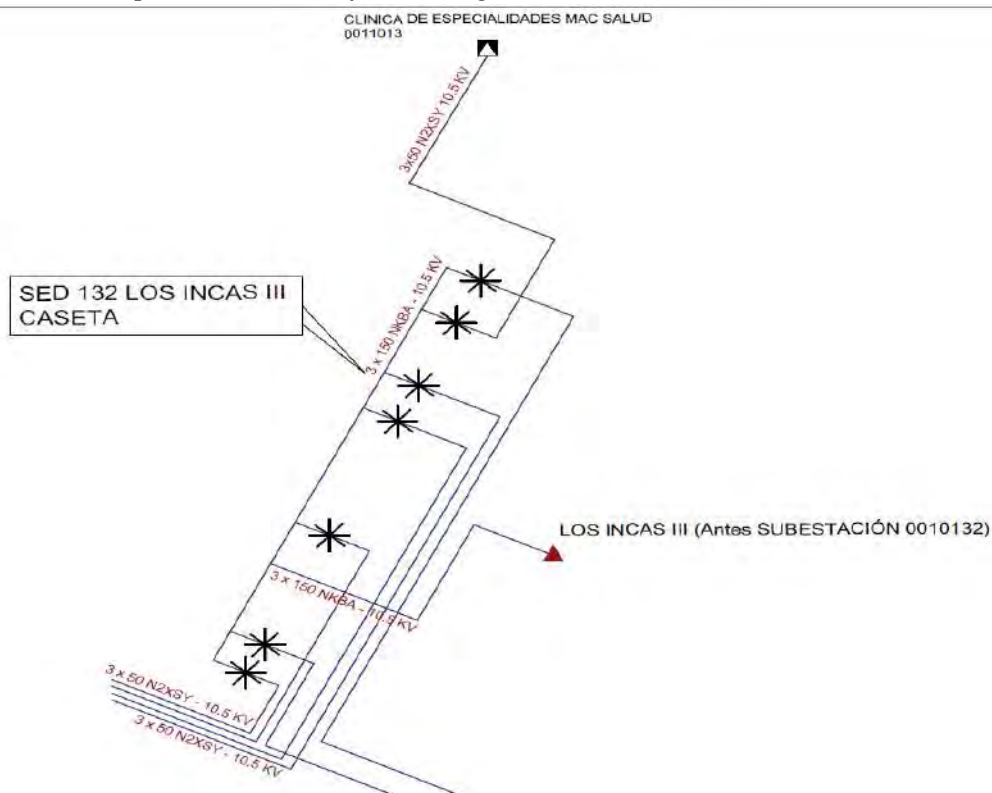 CLINICA DE ESPECIALIDADES MAC SALUD
0011013
3x50 N2XSY 10.5 KV
3 x 150 NKBA - 10.5 KV
SED 132 LOS INCAS III
CASETA
LOS INCAS III (Antes SUBESTACIÓN 0010132)
3 x 150 NKBA - 10.5 KV
3 x 50 N2XSY - 10.5 KV
3 x 50 N2XSY - 10.5 KV